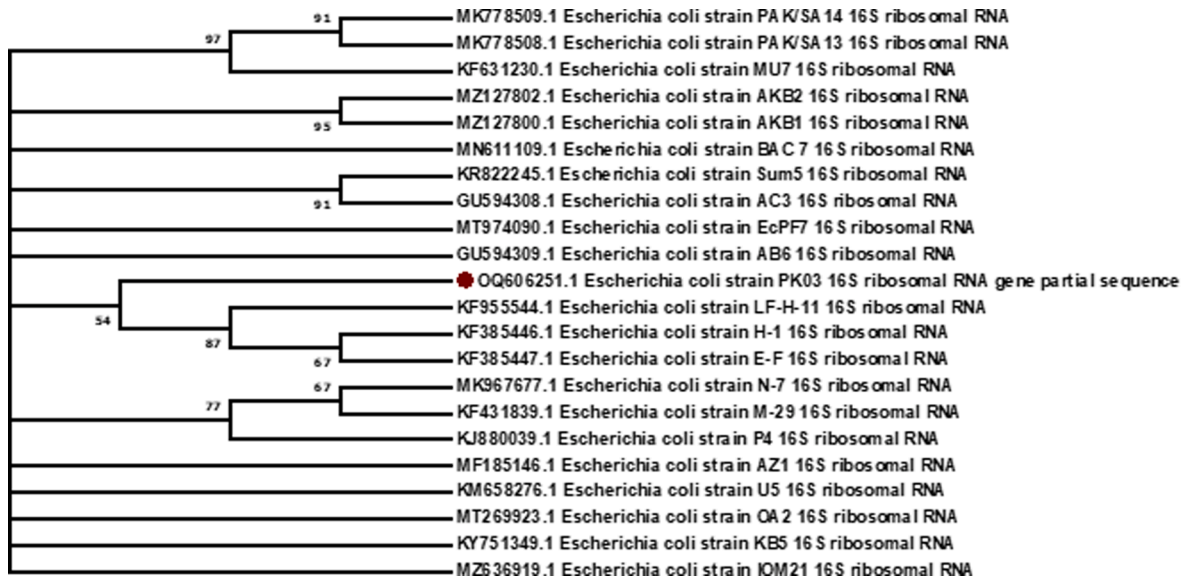 91
MK778509.1 Escherichia coli strain PAK/SA14 16S ribosomal RNA
97
MK778508.1 Escherichia coli strain PAK/SA13 16S ribosomal RNA
KF631230.1 Escherichia coli strain MU7 16S ribosomal RNA
MZ127802.1 Escherichia coli strain AKB2 16S ribosomal RNA
95
MZ127800.1 Escherichia coli strain AKB1 16S ribosomal RNA
MN611109.1 Escherichia coli strain BAC 7 16S ribosomal RNA
KR822245.1 Escherichia coli strain Sum5 16S ribosomal RNA
91
GU594308.1 Escherichia coli strain AC3 16S ribosomal RNA
MT974090.1 Escherichia coli strain EcPF7 16S ribosomal RNA
GU594309.1 Escherichia coli strain AB6 16S ribosomal RNA
OQ606251.1 Escherichia coli strain PK03 16S ribosomal RNA gene partial sequence
54
KF955544.1 Escherichia coli strain LF-H-11 16S ribosomal RNA
87
KF385446.1 Escherichia coli strain H-1 16S ribosomal RNA
67
KF385447.1 Escherichia coli strain E-F 16S ribosomal RNA
67
MK967677.1 Escherichia coli strain N-7 16S ribosomal RNA
77
KF431839.1 Escherichia coli strain M-29 16S ribosomal RNA
KJ880039.1 Escherichia coli strain P4 16S ribosomal RNA
MF185146.1 Escherichia coli strain AZ1 16S ribosomal RNA
KM658276.1 Escherichia coli strain U5 16S ribosomal RNA
MT269923.1 Escherichia coli strain OA2 16S ribosomal RNA
KY751349.1 Escherichia coli strain KB5 16S ribosomal RNA
MZ636919.1 Escherichia coli strain IOM21 16S ribosomal RNA